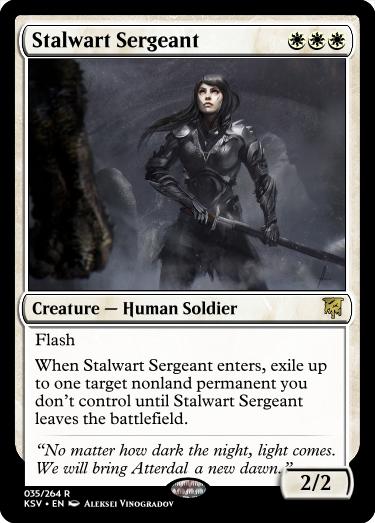 Stalwart Sergeant
Creature — Human Soldier
Flash
When Stalwart Sergeant enters, exile up
to one target nonland permanent you
don’t control until Stalwart Sergeant
leaves the battlefield.
“No matter how dark the night, light comes.
We will bring Atterdal a new dawn.”
2/2
035/264 R
KSV • EN Aleksei Vinogradov